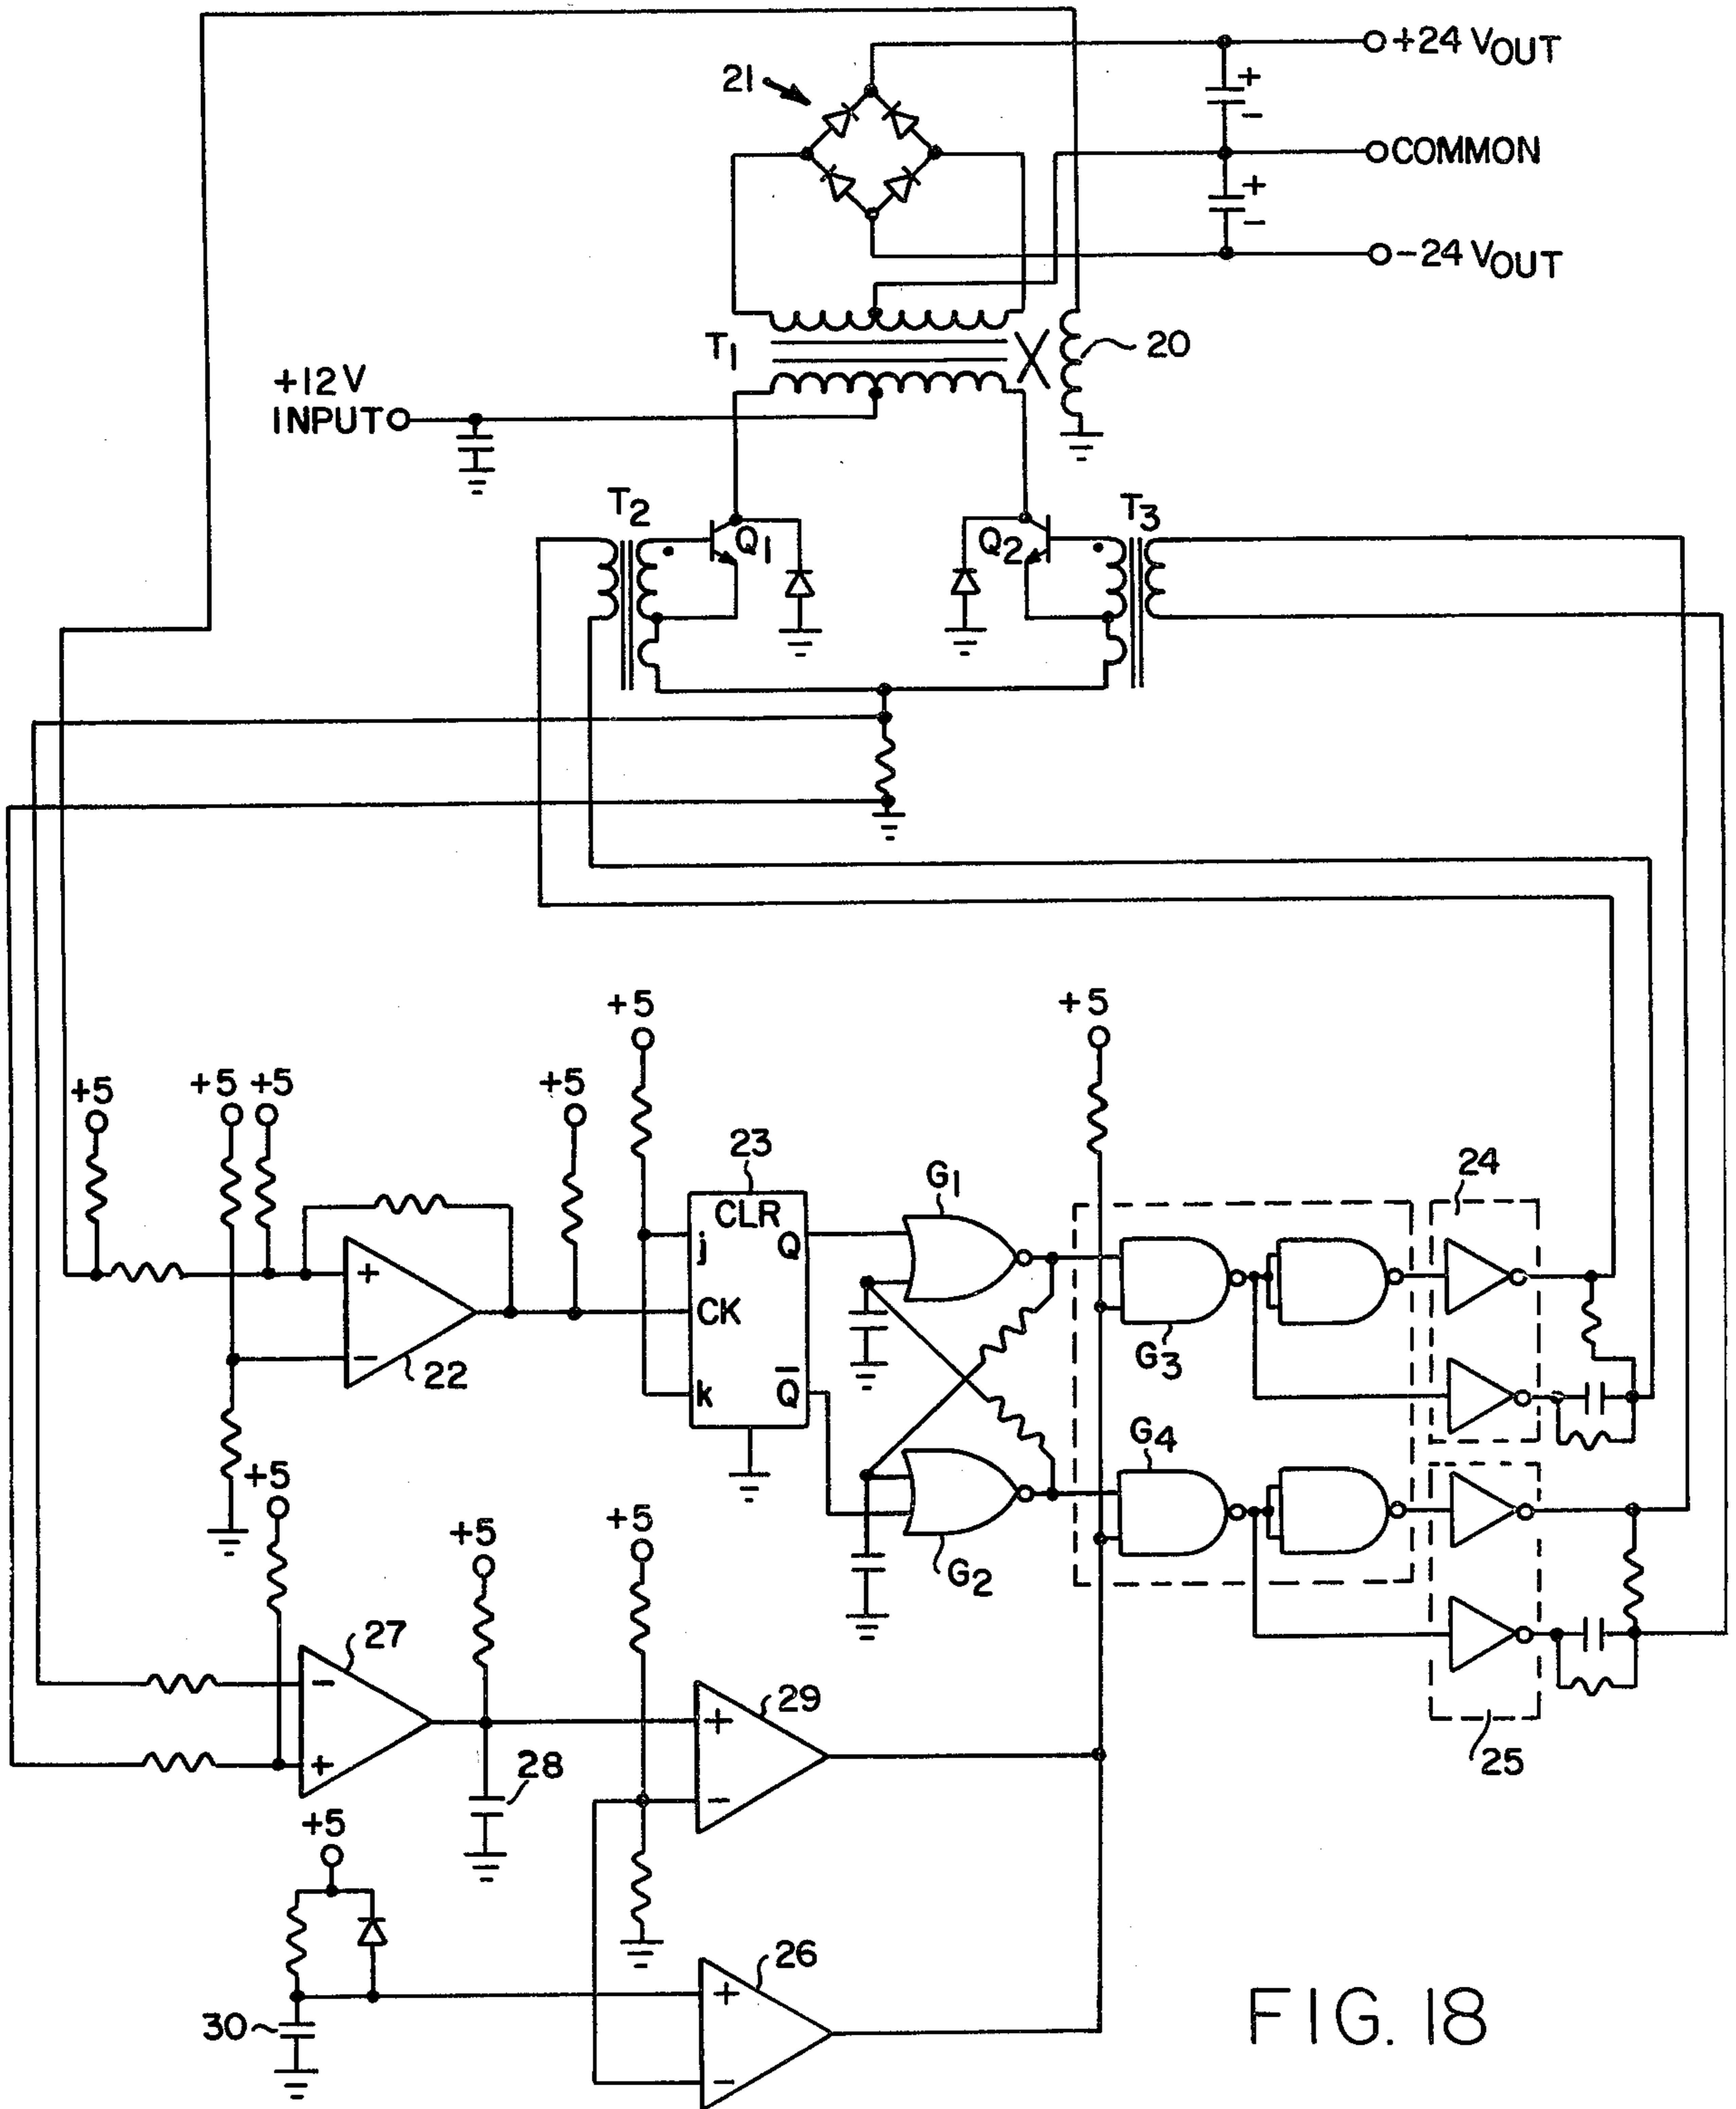 +24 VOUT
21
+
-
COMMON
+
-
-24 VOUT
T1
20
+12V
INPUT
T2
Q1
Q2
T3
+5
+5
+5
+5
+5
+5
23
CLR
j
Q
CK
k
Q̅
G1
24
+
-
22
G3
G4
+5
+5
+5
G2
27
-
+
29
+
-
25
28
+5
26
+
-
30
FIG. 18